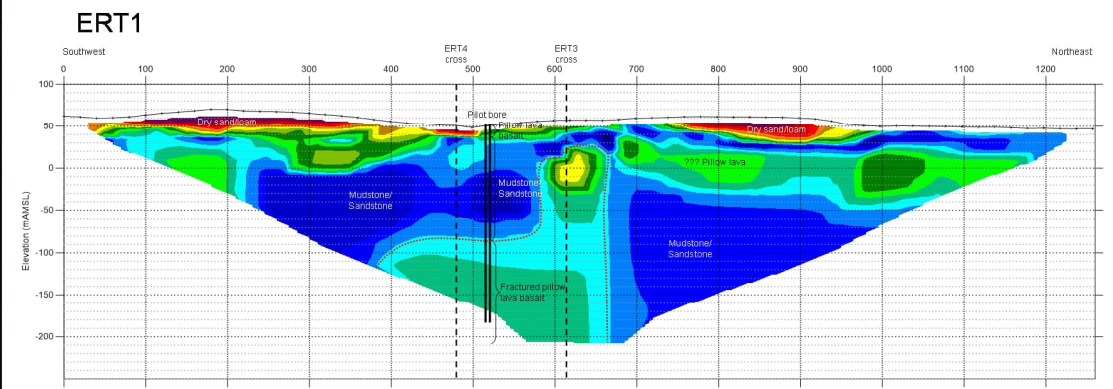 ERT1
Southwest
ERT4
cross
ERT3
cross
Northeast
0 100 200 300 400 500 600 700 800 900 1000 1100 1200
100
50
0
-50
-100
-150
-200
Elevation (mAMSL)
Pilot bore
Dry sand/loam
Pillow lava
basalt
Dry sand/loam
??? Pillow lava
Mudstone/
Sandstone
Mudstone/
Sandstone
Mudstone/
Sandstone
Fractured pillow
lava basalt